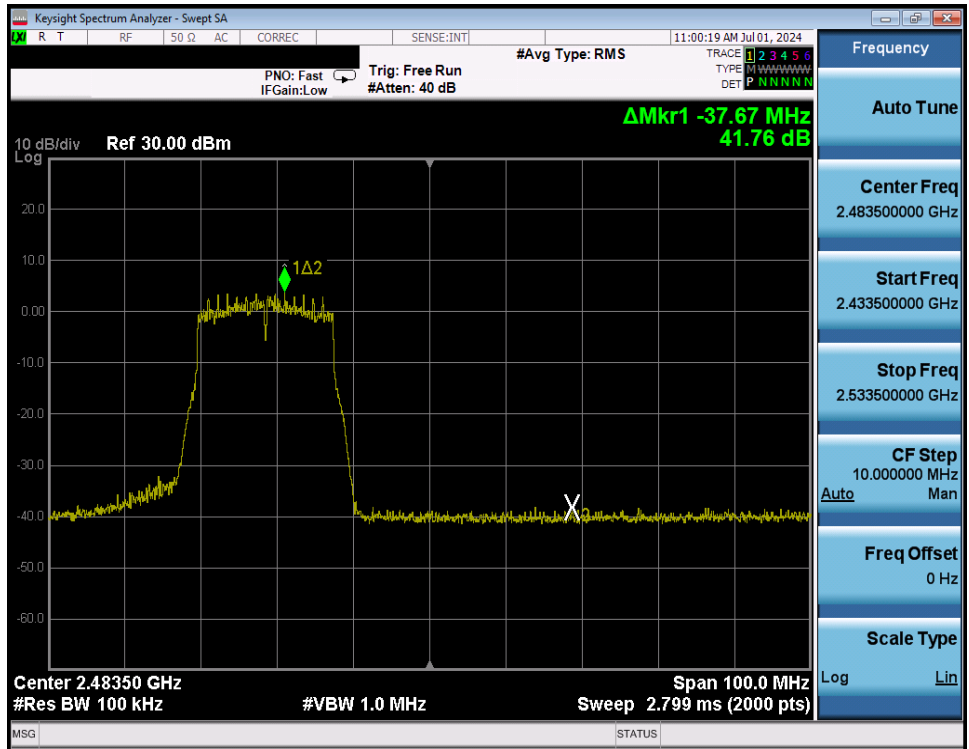 Keysight Spectrum Analyzer - Swept SA
LXI R T RF 50 Ω AC CORREC SENSE:INT 11:00:19 AM Jul 01, 2024
#Avg Type: RMS
TRACE 1 2 3 4 5 6
PNO: Fast Trig: Free Run
TYPE M W W W W W
IFGain:Low #Atten: 40 dB
DET P N N N N N
ΔMkr1 -37.67 MHz
41.76 dB
10 dB/div Ref 30.00 dBm
Log
20.0
10.0
1Δ2
0.00
-10.0
-20.0
-30.0
-40.0
-50.0
-60.0
Center 2.48350 GHz Span 100.0 MHz
#Res BW 100 kHz #VBW 1.0 MHz Sweep 2.799 ms (2000 pts)
MSG STATUS
Frequency
Auto Tune
Center Freq
2.483500000 GHz
Start Freq
2.433500000 GHz
Stop Freq
2.533500000 GHz
CF Step
10.000000 MHz
Auto Man
Freq Offset
0 Hz
Scale Type
Log Lin